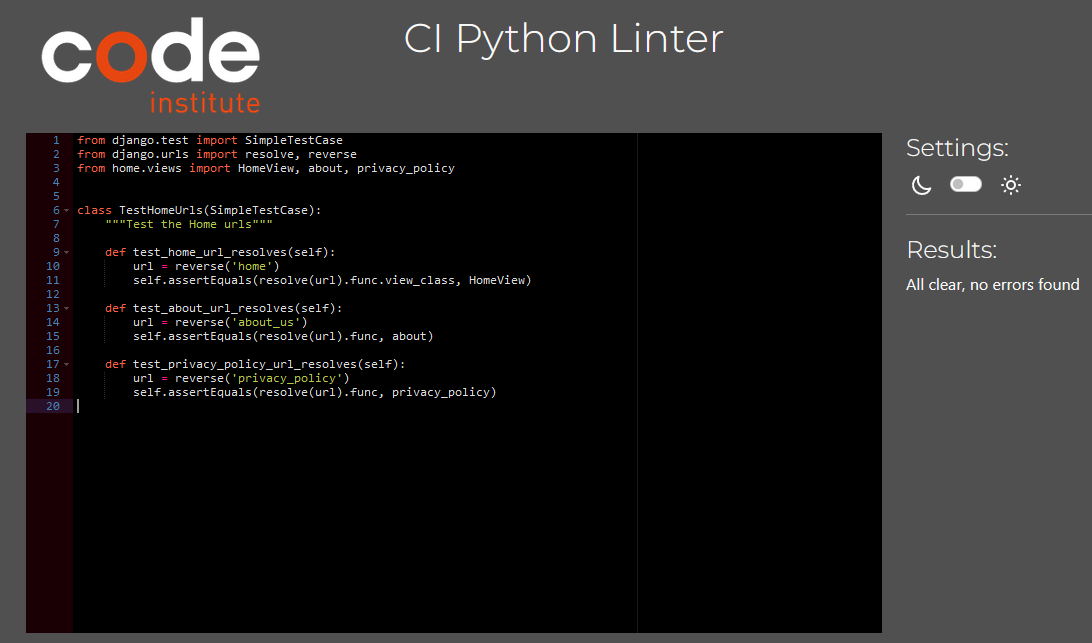 code
institute
CI Python Linter
1 from django.test import SimpleTestCase
2 from django.urls import resolve, reverse
3 from home.views import HomeView, about, privacy_policy
4
5
6 class TestHomeUrls(SimpleTestCase):
7     """Test the Home urls"""
8
9     def test_home_url_resolves(self):
10         url = reverse('home')
11         self.assertEquals(resolve(url).func.view_class, HomeView)
12
13     def test_about_url_resolves(self):
14         url = reverse('about_us')
15         self.assertEquals(resolve(url).func, about)
16
17     def test_privacy_policy_url_resolves(self):
18         url = reverse('privacy_policy')
19         self.assertEquals(resolve(url).func, privacy_policy)
20
Settings:
Results:
All clear, no errors found